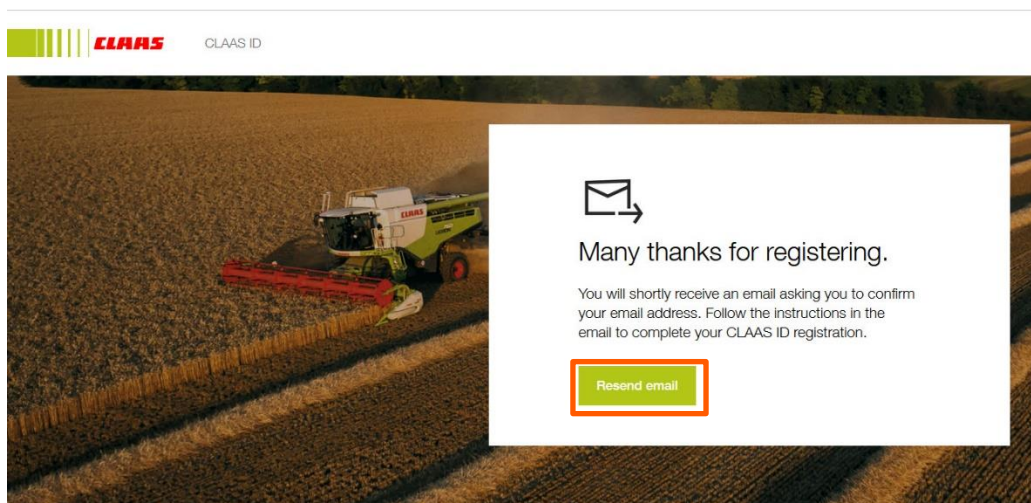 CLAAS
CLAAS ID
CLAAS
Many thanks for registering.
You will shortly receive an email asking you to confirm
your email address. Follow the instructions in the
email to complete your CLAAS ID registration.
Resend email